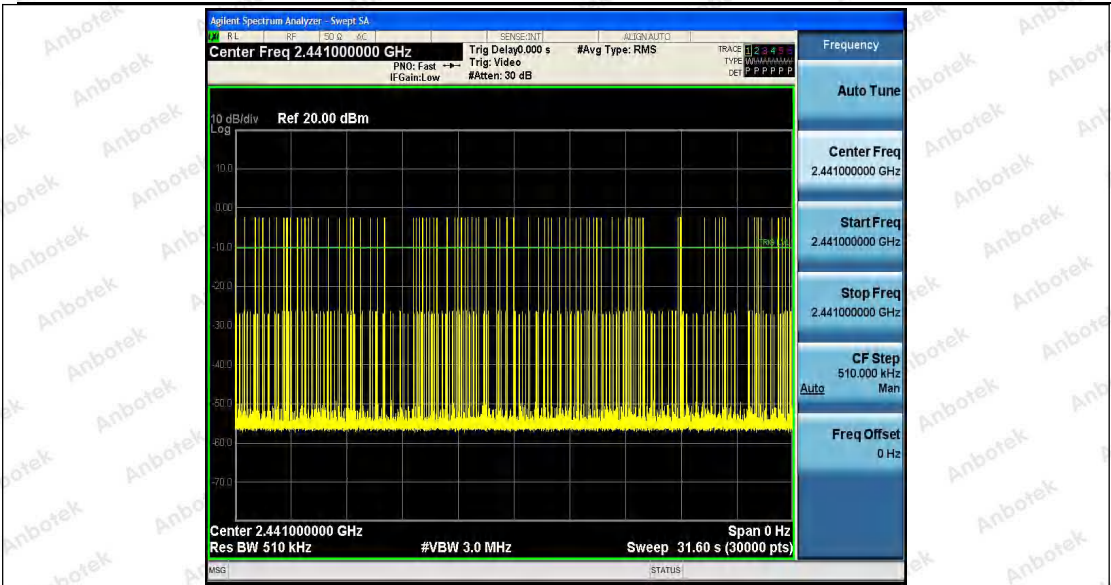 Agilent Spectrum Analyzer - Swept SA
RL RF 50 Ω AC SENSE:INT ALIGN AUTO
Center Freq 2.441000000 GHz
PNO: Fast
IFGain:Low
Trig Delay0.000 s
Trig: Video
#Atten: 30 dB
#Avg Type: RMS
TRACE 1 2 3 4 5 6
TYPE
DET P P P P P P
10 dB/div
Log
Ref 20.00 dBm
10.0
0.00
-10.0
-20.0
-30.0
-40.0
-50.0
-60.0
-70.0
Center 2.441000000 GHz
Span 0 Hz
Res BW 510 kHz
#VBW 3.0 MHz
Sweep 31.60 s (30000 pts)
MSG
STATUS
Frequency
Auto Tune
Center Freq
2.441000000 GHz
Start Freq
2.441000000 GHz
Stop Freq
2.441000000 GHz
CF Step
510.000 kHz
Auto Man
Freq Offset
0 Hz
Anbotek